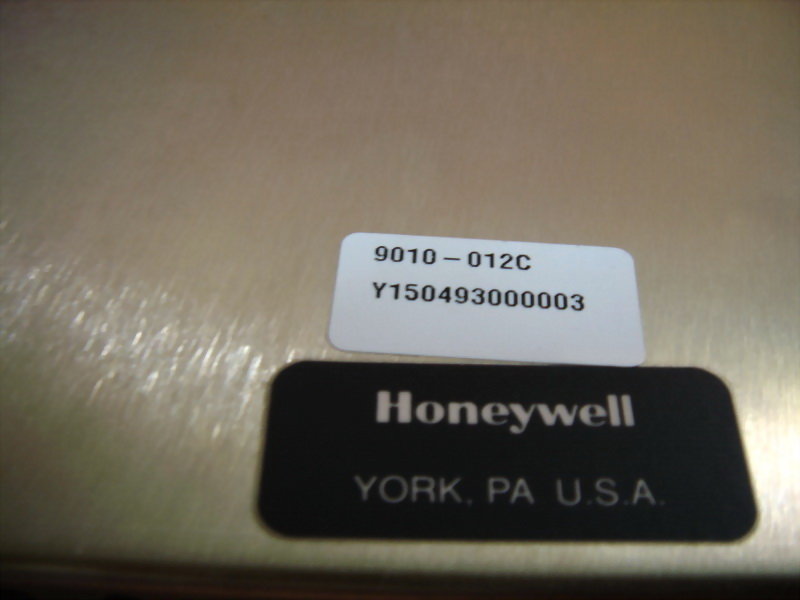 9010-012C
Y150493000003
Honeywell
YORK, PA U.S.A.